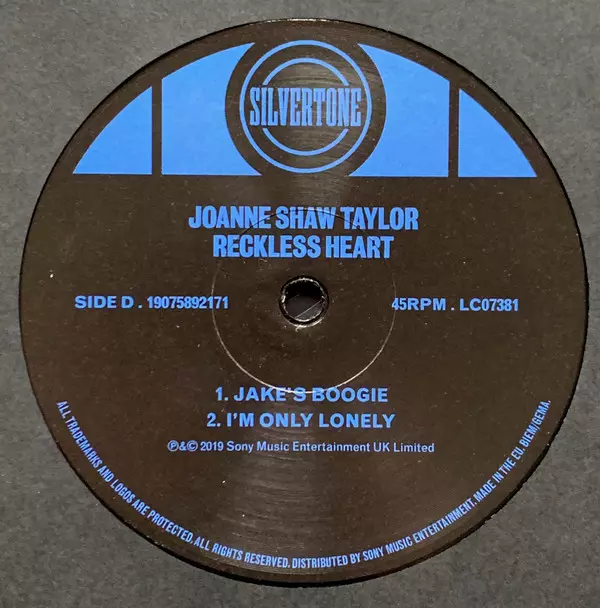 SILVERTONE
JOANNE SHAW TAYLOR
RECKLESS HEART
SIDE D . 19075892171
45RPM . LC07381
1. JAKE'S BOOGIE
2. I'M ONLY LONELY
℗&© 2019 Sony Music Entertainment UK Limited
ALL TRADEMARKS AND LOGOS ARE PROTECTED. ALL RIGHTS RESERVED. DISTRIBUTED BY SONY MUSIC ENTERTAINMENT. MADE IN THE EU. BIEM/GEMA.